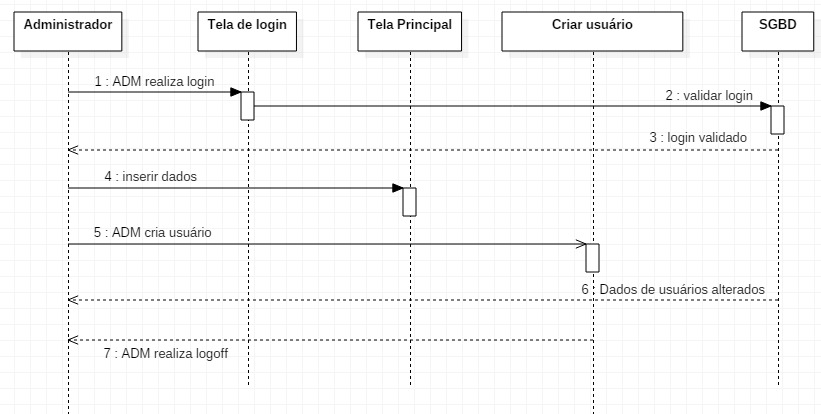 Administrador
Tela de login
Tela Principal
Criar usuário
SGBD
1 : ADM realiza login
2 : validar login
3 : login validado
4 : inserir dados
5 : ADM cria usuário
6 : Dados de usuários alterados
7 : ADM realiza logoff